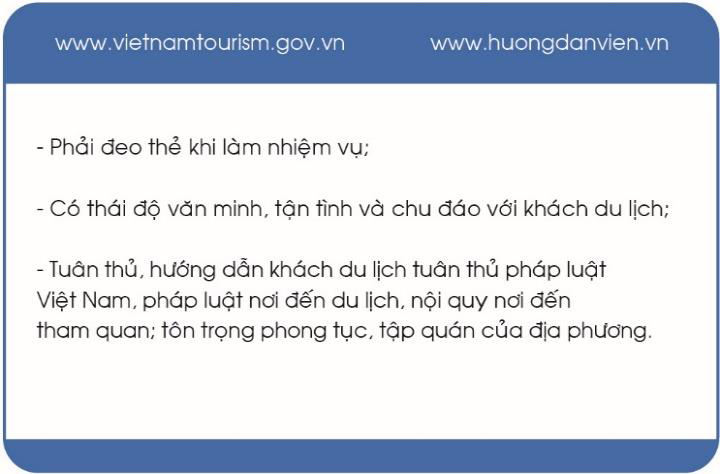 www.vietnamtourism.gov.vn www.huongdanvien.vn
- Phải đeo thẻ khi làm nhiệm vụ;
- Có thái độ văn minh, tận tình và chu đáo với khách du lịch;
- Tuân thủ, hướng dẫn khách du lịch tuân thủ pháp luật
Việt Nam, pháp luật nơi đến du lịch, nội quy nơi đến
tham quan; tôn trọng phong tục, tập quán của địa phương.